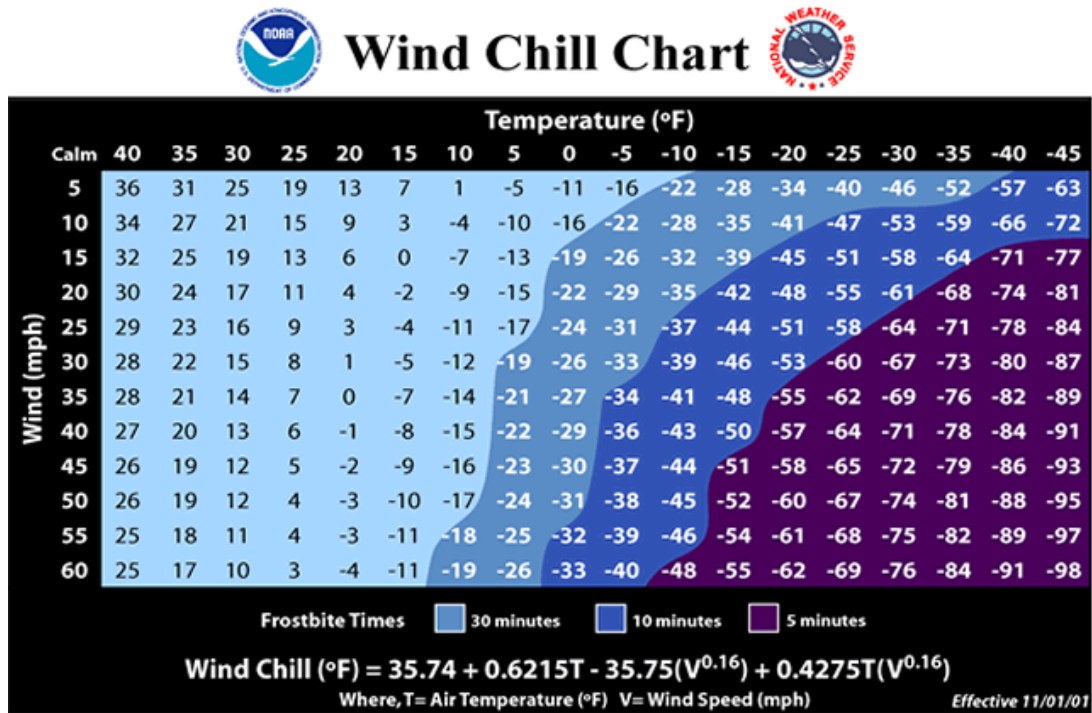 NOAA
NATIONAL OCEANIC AND ATMOSPHERIC ADMINISTRATION
U.S. DEPARTMENT OF COMMERCE
Wind Chill Chart
NATIONAL WEATHER SERVICE
Temperature (ºF)
Calm 40 35 30 25 20 15 10 5 0 -5 -10 -15 -20 -25 -30 -35 -40 -45
Wind (mph)
5 36 31 25 19 13 7 1 -5 -11 -16 -22 -28 -34 -40 -46 -52 -57 -63
10 34 27 21 15 9 3 -4 -10 -16 -22 -28 -35 -41 -47 -53 -59 -66 -72
15 32 25 19 13 6 0 -7 -13 -19 -26 -32 -39 -45 -51 -58 -64 -71 -77
20 30 24 17 11 4 -2 -9 -15 -22 -29 -35 -42 -48 -55 -61 -68 -74 -81
25 29 23 16 9 3 -4 -11 -17 -24 -31 -37 -44 -51 -58 -64 -71 -78 -84
30 28 22 15 8 1 -5 -12 -19 -26 -33 -39 -46 -53 -60 -67 -73 -80 -87
35 28 21 14 7 0 -7 -14 -21 -27 -34 -41 -48 -55 -62 -69 -76 -82 -89
40 27 20 13 6 -1 -8 -15 -22 -29 -36 -43 -50 -57 -64 -71 -78 -84 -91
45 26 19 12 5 -2 -9 -16 -23 -30 -37 -44 -51 -58 -65 -72 -79 -86 -93
50 26 19 12 4 -3 -10 -17 -24 -31 -38 -45 -52 -60 -67 -74 -81 -88 -95
55 25 18 11 4 -3 -11 -18 -25 -32 -39 -46 -54 -61 -68 -75 -82 -89 -97
60 25 17 10 3 -4 -11 -19 -26 -33 -40 -48 -55 -62 -69 -76 -84 -91 -98
Frostbite Times 30 minutes 10 minutes 5 minutes
Wind Chill (ºF) = 35.74 + 0.6215T - 35.75(V^0.16) + 0.4275T(V^0.16)
Where, T= Air Temperature (ºF) V= Wind Speed (mph)
Effective 11/01/01